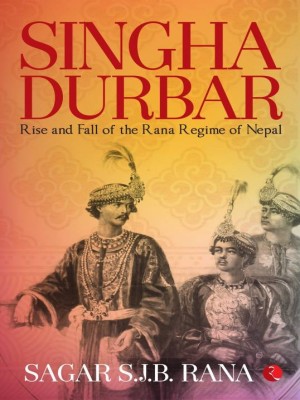 SINGHA
DURBAR
Rise and Fall of the Rana Regime of Nepal
SAGAR S.J.B. RANA